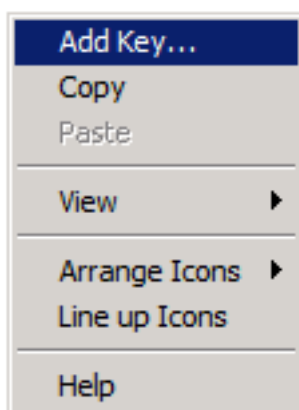 Add Key...
Copy
Paste
View
Arrange Icons
Line up Icons
Help